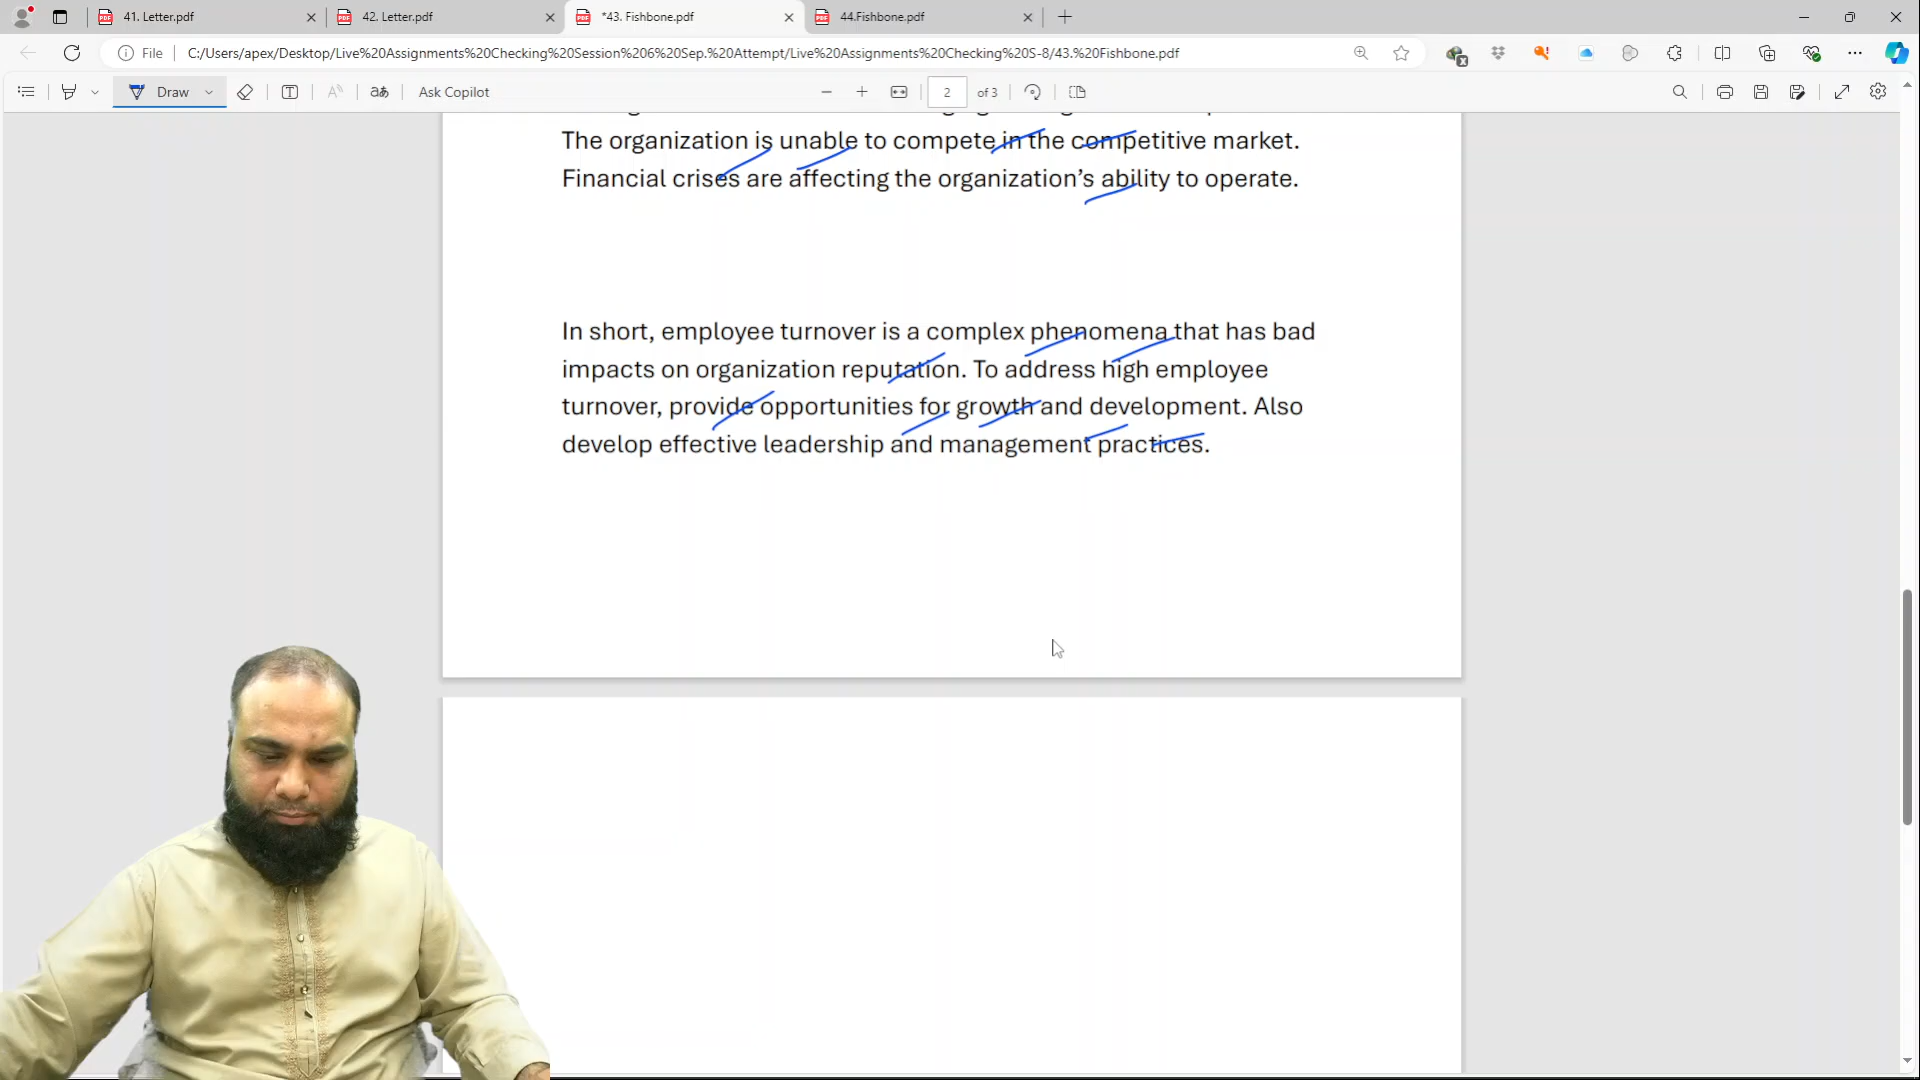 41. Letter.pdf
42. Letter.pdf
*43. Fishbone.pdf
44.Fishbone.pdf
File
C:/Users/apex/Desktop/Live%20Assignments%20Checking%20Session%206%20Sep.%20Attempt/Live%20Assignments%20Checking%20S-8/43.%20Fishbone.pdf
Draw
Ask Copilot
2 of 3
The organization is unable to compete in the competitive market.
Financial crises are affecting the organization’s ability to operate.
In short, employee turnover is a complex phenomena that has bad
impacts on organization reputation. To address high employee
turnover, provide opportunities for growth and development. Also
develop effective leadership and management practices.